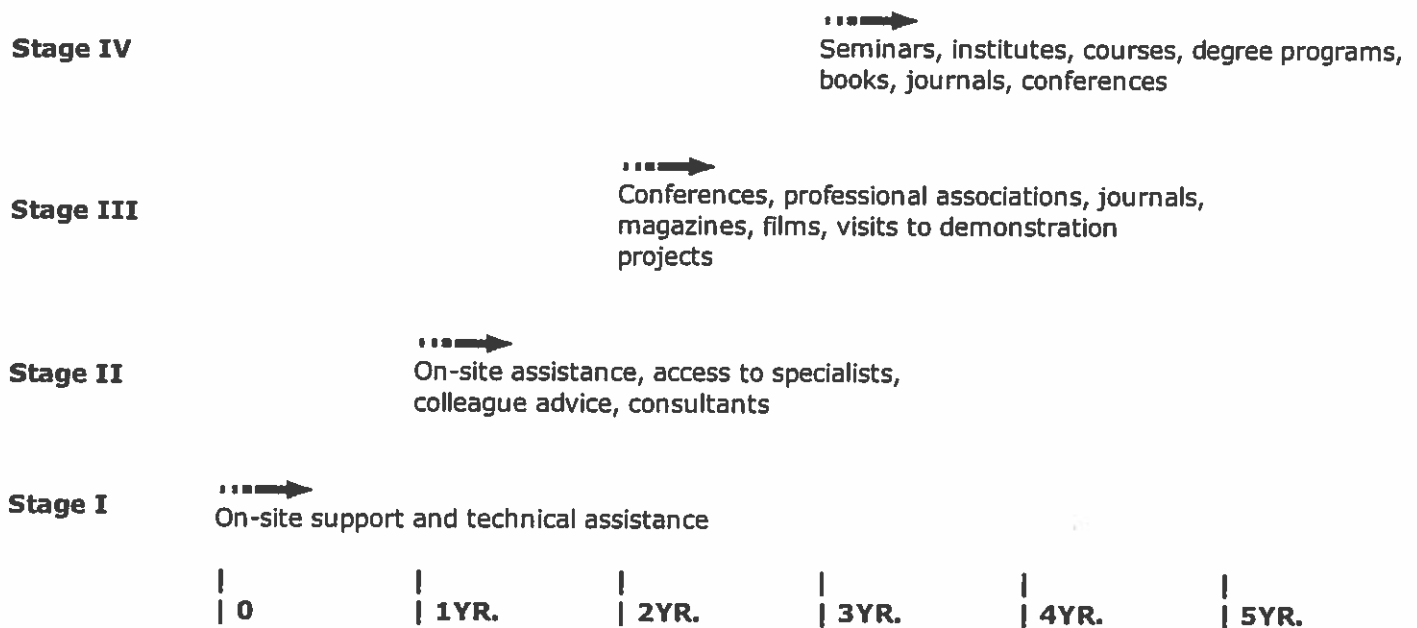 Stage IV
Seminars, institutes, courses, degree programs,
books, journals, conferences
Stage III
Conferences, professional associations, journals,
magazines, films, visits to demonstration
projects
Stage II
On-site assistance, access to specialists,
colleague advice, consultants
Stage I
On-site support and technical assistance
0 1YR. 2YR. 3YR. 4YR. 5YR.